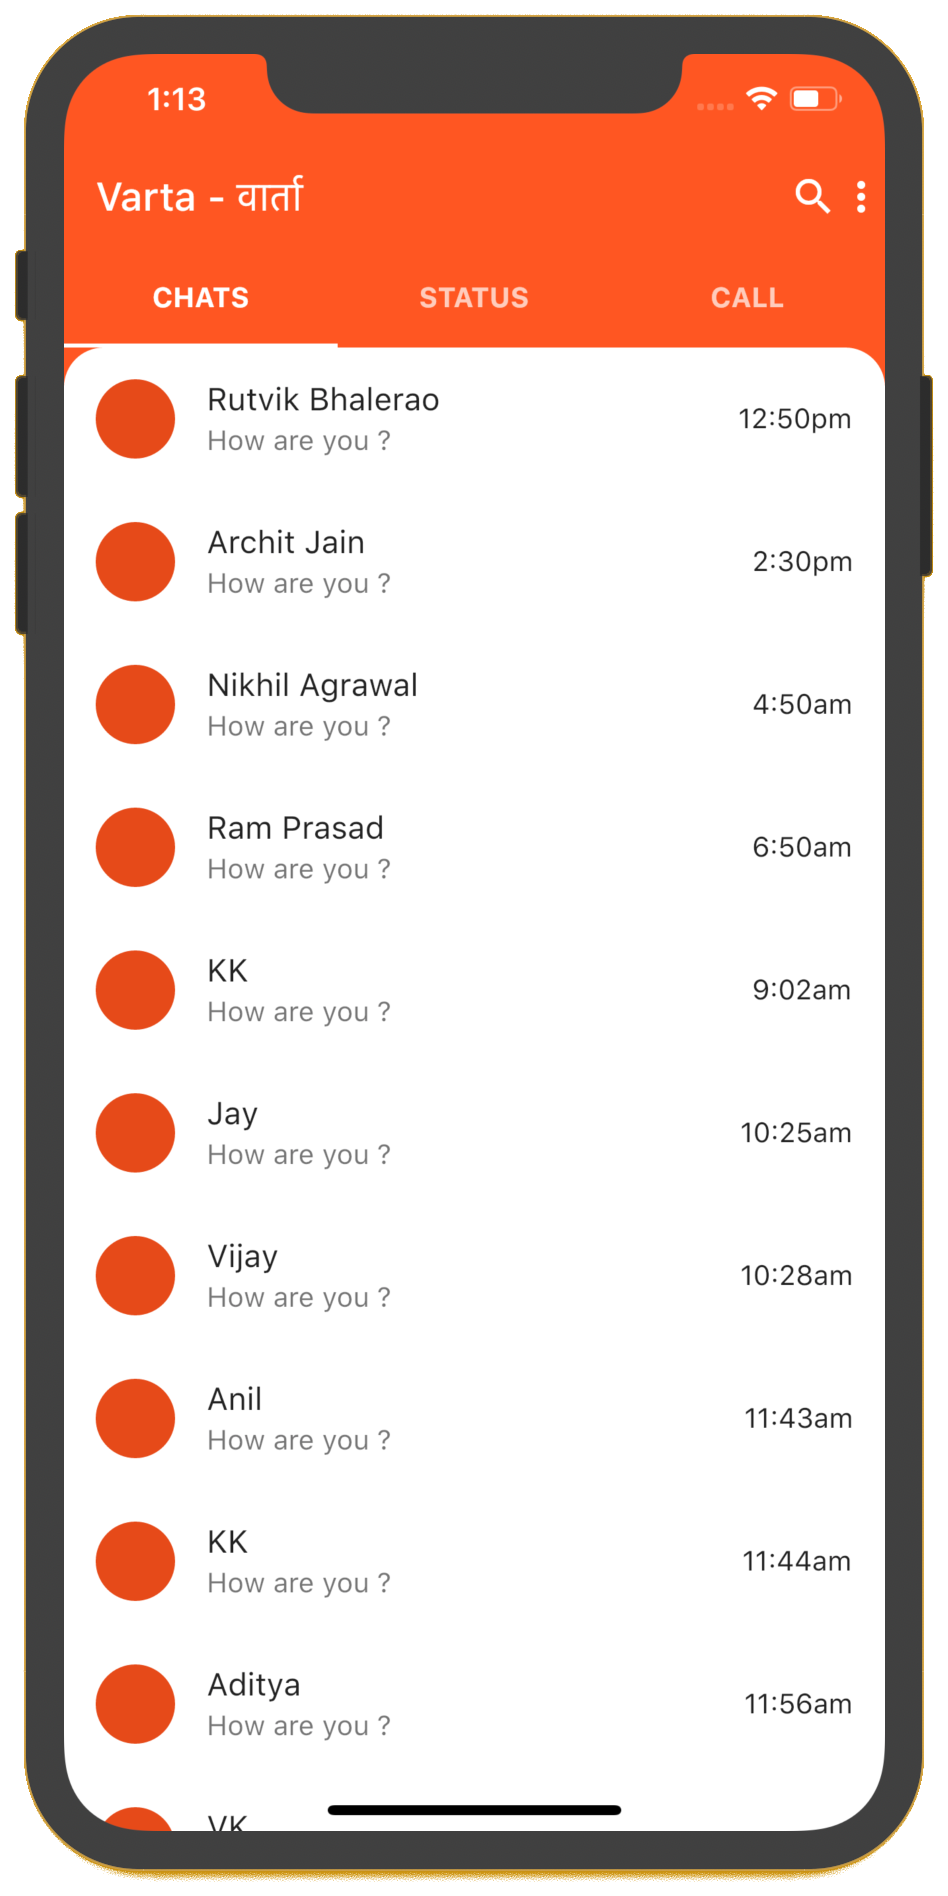 1:13
Varta - वार्ता
CHATS STATUS CALL
Rutvik Bhalerao
How are you ?
12:50pm
Archit Jain
How are you ?
2:30pm
Nikhil Agrawal
How are you ?
4:50am
Ram Prasad
How are you ?
6:50am
KK
How are you ?
9:02am
Jay
How are you ?
10:25am
Vijay
How are you ?
10:28am
Anil
How are you ?
11:43am
KK
How are you ?
11:44am
Aditya
How are you ?
11:56am
VK